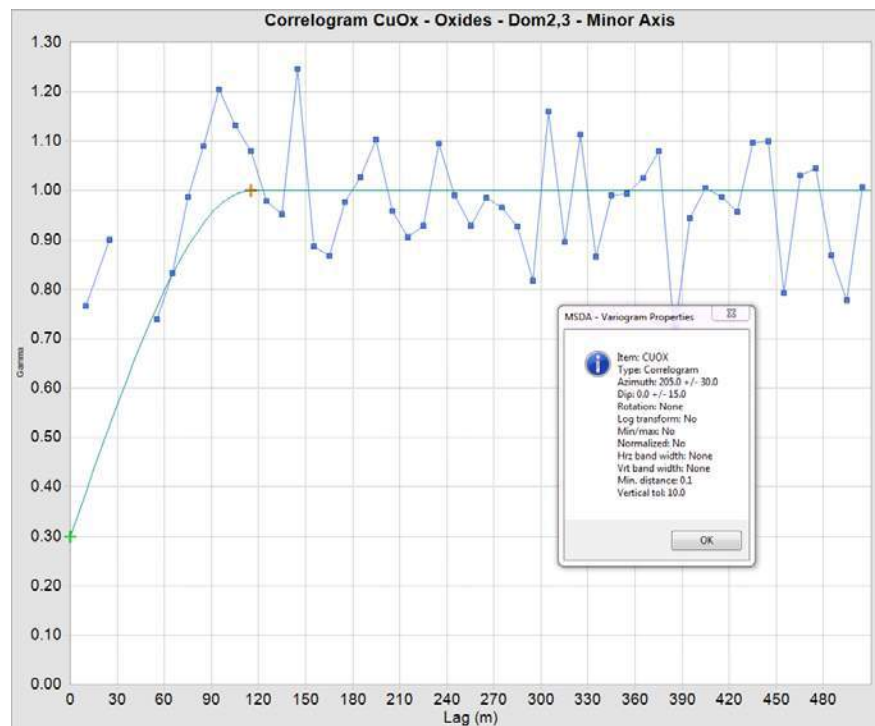 Correlogram CuOx - Oxides - Dom2,3 - Minor Axis
1.30
1.20
1.10
1.00
0.90
0.80
0.70
0.60
0.50
0.40
0.30
0.20
0.10
0.00
Gamma
MSDA - Variogram Properties
Item: CUOX
Type: Correlogram
Azimuth: 205.0 +/- 30.0
Dip: 0.0 +/- 15.0
Rotation: None
Log transform: No
Min/max: No
Normalized: No
Hrz band width: None
Vrt band width: None
Min. distance: 0.1
Vertical tol: 10.0
OK
0 30 60 90 120 150 180 210 240 270 300 330 360 390 420 450 480
Lag (m)